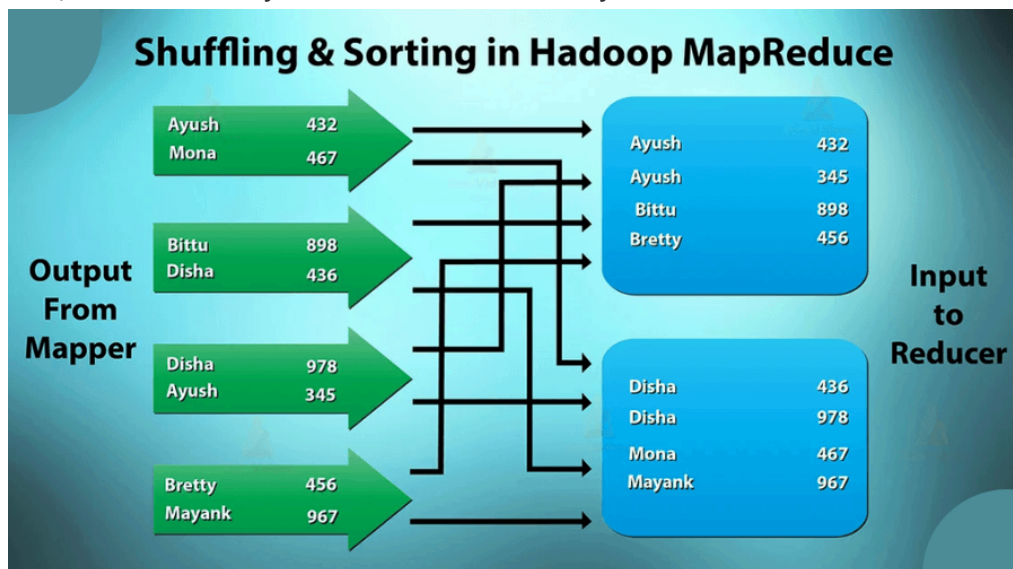 Shuffling & Sorting in Hadoop MapReduce
Output
From
Mapper
Ayush 432
Mona 467
Bittu 898
Disha 436
Disha 978
Ayush 345
Bretty 456
Mayank 967
Ayush 432
Ayush 345
Bittu 898
Bretty 456
Disha 436
Disha 978
Mona 467
Mayank 967
Input
to
Reducer